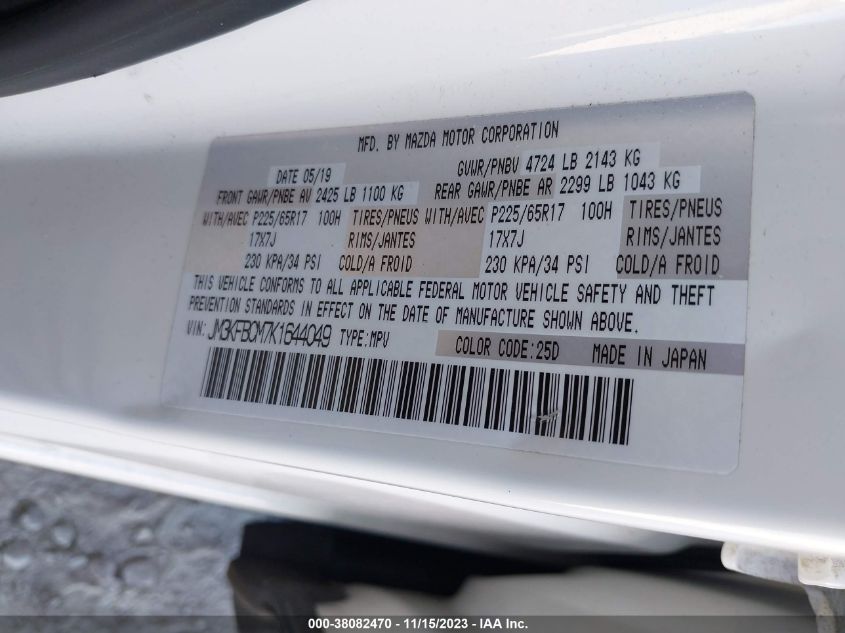 MFD. BY MAZDA MOTOR CORPORATION
DATE 05/19 GVWR/PNBV 4724 LB 2143 KG
FRONT GAWR/PNBE AV 2425 LB 1100 KG REAR GAWR/PNBE AR 2299 LB 1043 KG
WITH/AVEC P225/65R17 100H TIRES/PNEUS WITH/AVEC P225/65R17 100H TIRES/PNEUS
17X7J RIMS/JANTES 17X7J RIMS/JANTES
230 KPA/34 PSI COLD/A FROID 230 KPA/34 PSI COLD/A FROID
THIS VEHICLE CONFORMS TO ALL APPLICABLE FEDERAL MOTOR VEHICLE SAFETY AND THEFT
PREVENTION STANDARDS IN EFFECT ON THE DATE OF MANUFACTURE SHOWN ABOVE.
VIN: JM3KFBCM7K1644049 TYPE:MPV COLOR CODE:25D MADE IN JAPAN
000-38082470 - 11/15/2023 - IAA Inc.